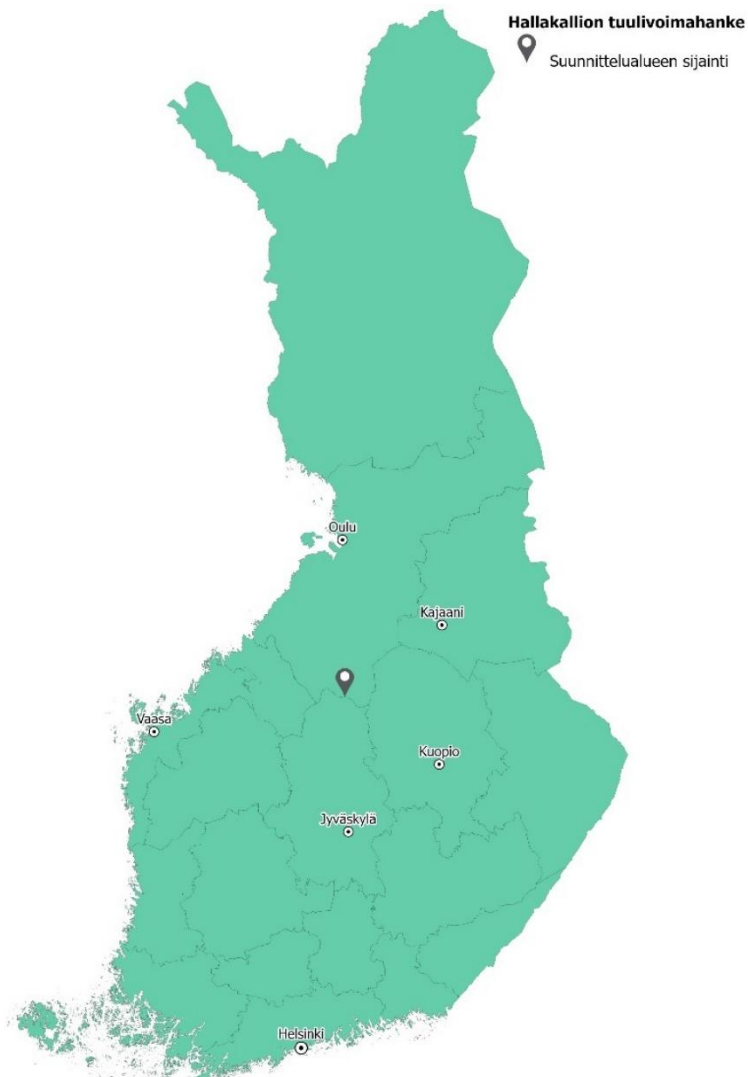 Hallakallion tuulivoimahanke
Suunnittelualueen sijainti
Oulu
Kajaani
Vaasa
Kuopio
Jyväskylä
Helsinki